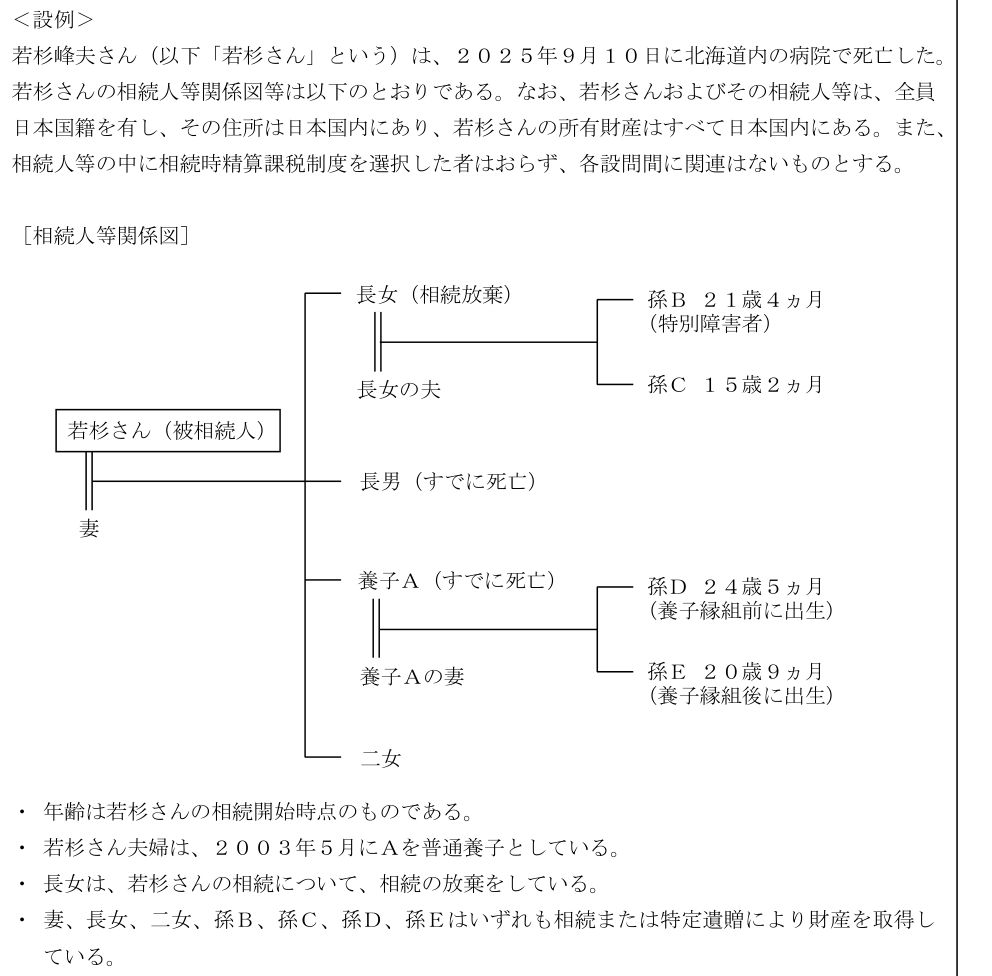 ＜設例＞
若杉峰夫さん（以下「若杉さん」という）は、２０２５年９月１０日に北海道内の病院で死亡した。
若杉さんの相続人等関係図等は以下のとおりである。なお、若杉さんおよびその相続人等は、全員
日本国籍を有し、その住所は日本国内にあり、若杉さんの所有財産はすべて日本国内にある。また、
相続人等の中に相続時精算課税制度を選択した者はおらず、各設問間に関連はないものとする。
［相続人等関係図］
長女（相続放棄）
孫Ｂ ２１歳４ヵ月
（特別障害者）
長女の夫
孫Ｃ １５歳２ヵ月
若杉さん（被相続人）
妻
長男（すでに死亡）
養子Ａ（すでに死亡）
孫Ｄ ２４歳５ヵ月
（養子縁組前に出生）
養子Ａの妻
孫Ｅ ２０歳９ヵ月
（養子縁組後に出生）
二女
・ 年齢は若杉さんの相続開始時点のものである。
・ 若杉さん夫婦は、２００３年５月にＡを普通養子としている。
・ 長女は、若杉さんの相続について、相続の放棄をしている。
・ 妻、長女、二女、孫Ｂ、孫Ｃ、孫Ｄ、孫Ｅはいずれも相続または特定遺贈により財産を取得し
ている。